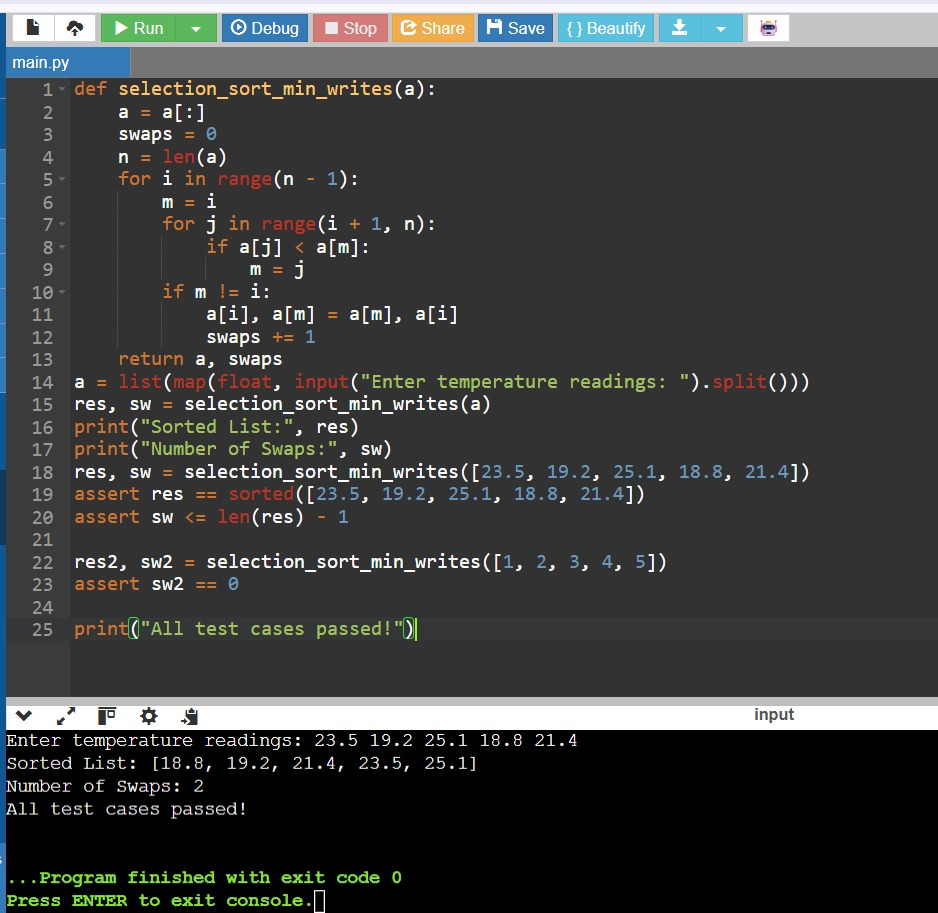 Run Debug Stop Share Save { } Beautify
main.py
1 def selection_sort_min_writes(a):
2     a = a[:]
3     swaps = 0
4     n = len(a)
5     for i in range(n - 1):
6         m = i
7         for j in range(i + 1, n):
8             if a[j] < a[m]:
9                 m = j
10         if m != i:
11             a[i], a[m] = a[m], a[i]
12             swaps += 1
13     return a, swaps
14 a = list(map(float, input("Enter temperature readings: ").split()))
15 res, sw = selection_sort_min_writes(a)
16 print("Sorted List:", res)
17 print("Number of Swaps:", sw)
18 res, sw = selection_sort_min_writes([23.5, 19.2, 25.1, 18.8, 21.4])
19 assert res == sorted([23.5, 19.2, 25.1, 18.8, 21.4])
20 assert sw <= len(res) - 1
21
22 res2, sw2 = selection_sort_min_writes([1, 2, 3, 4, 5])
23 assert sw2 == 0
24
25 print("All test cases passed!")
input
Enter temperature readings: 23.5 19.2 25.1 18.8 21.4
Sorted List: [18.8, 19.2, 21.4, 23.5, 25.1]
Number of Swaps: 2
All test cases passed!
...Program finished with exit code 0
Press ENTER to exit console.